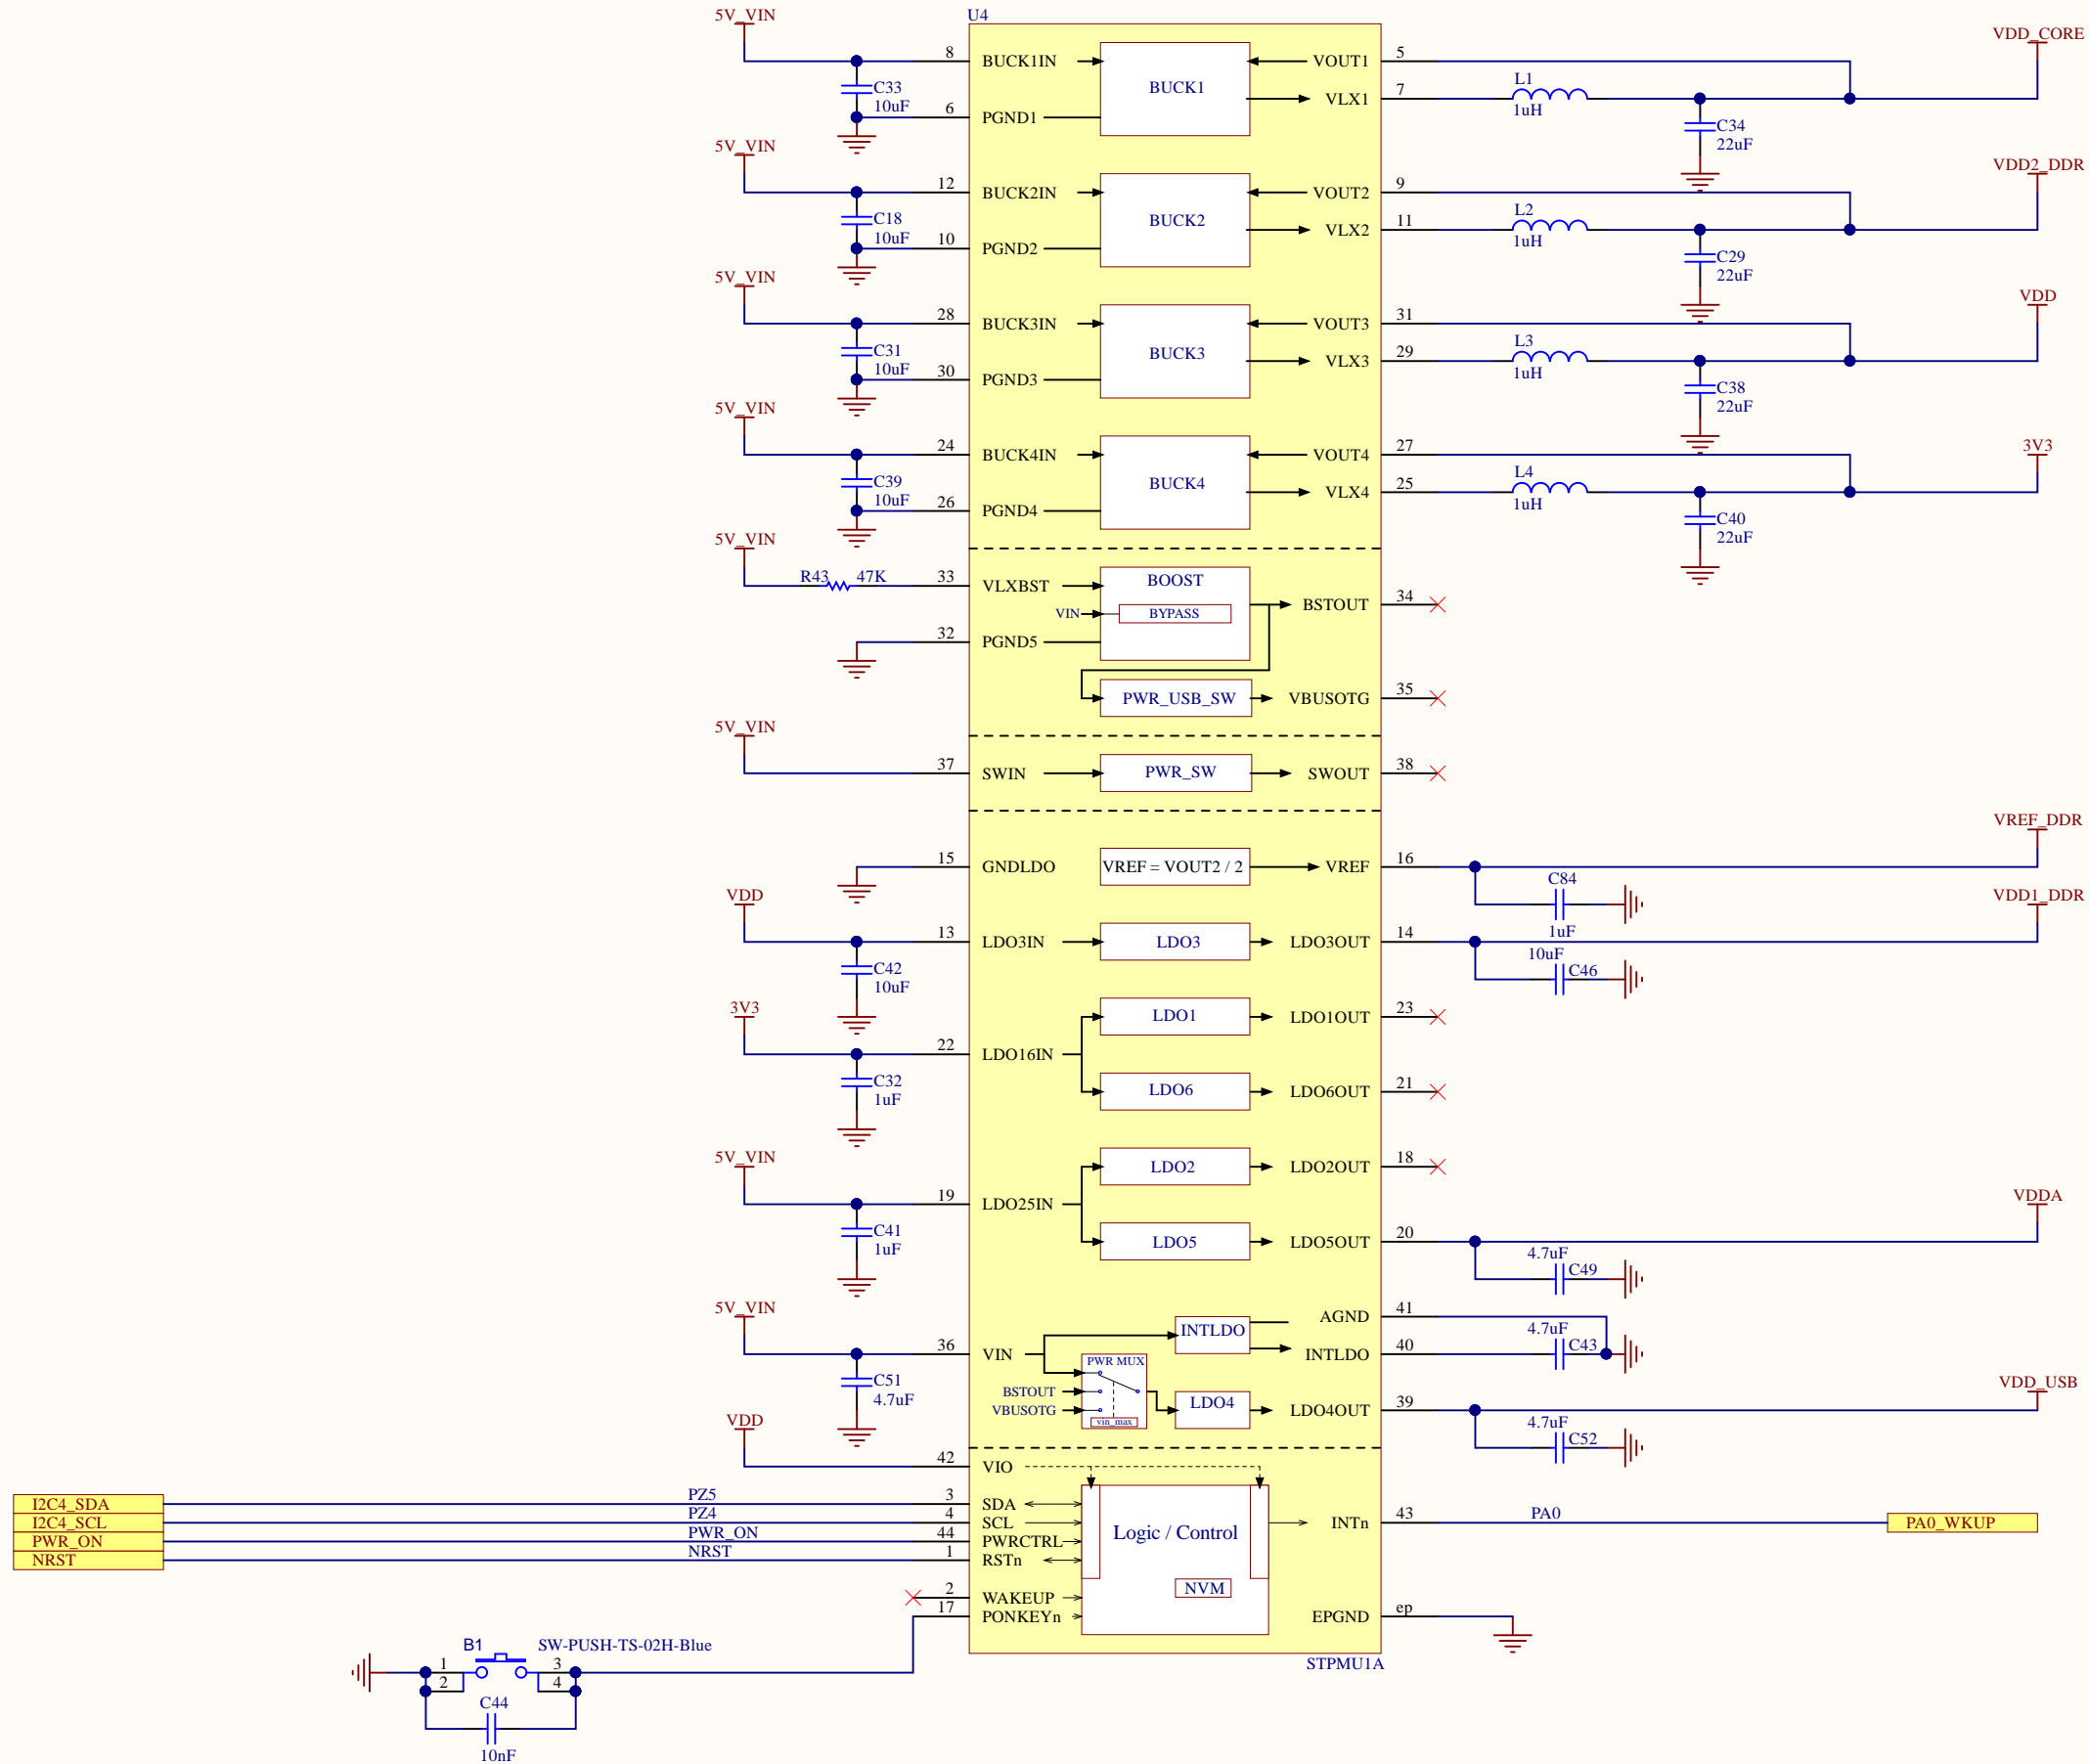 5V_VIN
U4
VDD_CORE
8 BUCK1IN BUCK1 VOUT1 5
C33
10uF
VLX1 7 L1
1uH
6 PGND1
C34
22uF
5V_VIN
VDD2_DDR
12 BUCK2IN BUCK2 VOUT2 9
C18
10uF
VLX2 11 L2
1uH
10 PGND2
C29
22uF
5V_VIN
VDD
28 BUCK3IN BUCK3 VOUT3 31
C31
10uF
VLX3 29 L3
1uH
30 PGND3
C38
22uF
5V_VIN
3V3
24 BUCK4IN BUCK4 VOUT4 27
C39
10uF
VLX4 25 L4
1uH
26 PGND4
C40
22uF
5V_VIN
R43 47K 33 VLXBST BOOST
VIN BYPASS
BSTOUT 34
32 PGND5
PWR_USB_SW VBUSOTG 35
5V_VIN
37 SWIN PWR_SW SWOUT 38
VREF_DDR
15 GNDLDO VREF = VOUT2 / 2 VREF 16
C84
1uF
VDD
VDD1_DDR
13 LDO3IN LDO3 LDO3OUT 14
C42
10uF
10uF
C46
3V3
LDO1 LDO1OUT 23
22 LDO16IN
C32
1uF
LDO6 LDO6OUT 21
5V_VIN
LDO2 LDO2OUT 18
19 LDO25IN
C41
1uF
VDDA
LDO5 LDO5OUT 20
4.7uF
C49
5V_VIN
AGND 41
INTLDO
4.7uF
C43
36 VIN INTLDO 40
C51
4.7uF
PWR MUX
BSTOUT
VBUSOTG
vin_max
VDD_USB
LDO4 LDO4OUT 39
4.7uF
C52
VDD
42 VIO
I2C4_SDA PZ5 3 SDA
I2C4_SCL PZ4 4 SCL
PWR_ON PWR_ON 44 PWRCTRL
NRST NRST 1 RSTn
Logic / Control
INTn 43 PA0 PA0_WKUP
NVM
2 WAKEUP
17 PONKEYn
EPGND ep
STPMU1A
B1 SW-PUSH-TS-02H-Blue
1 3
2 4
C44
10nF